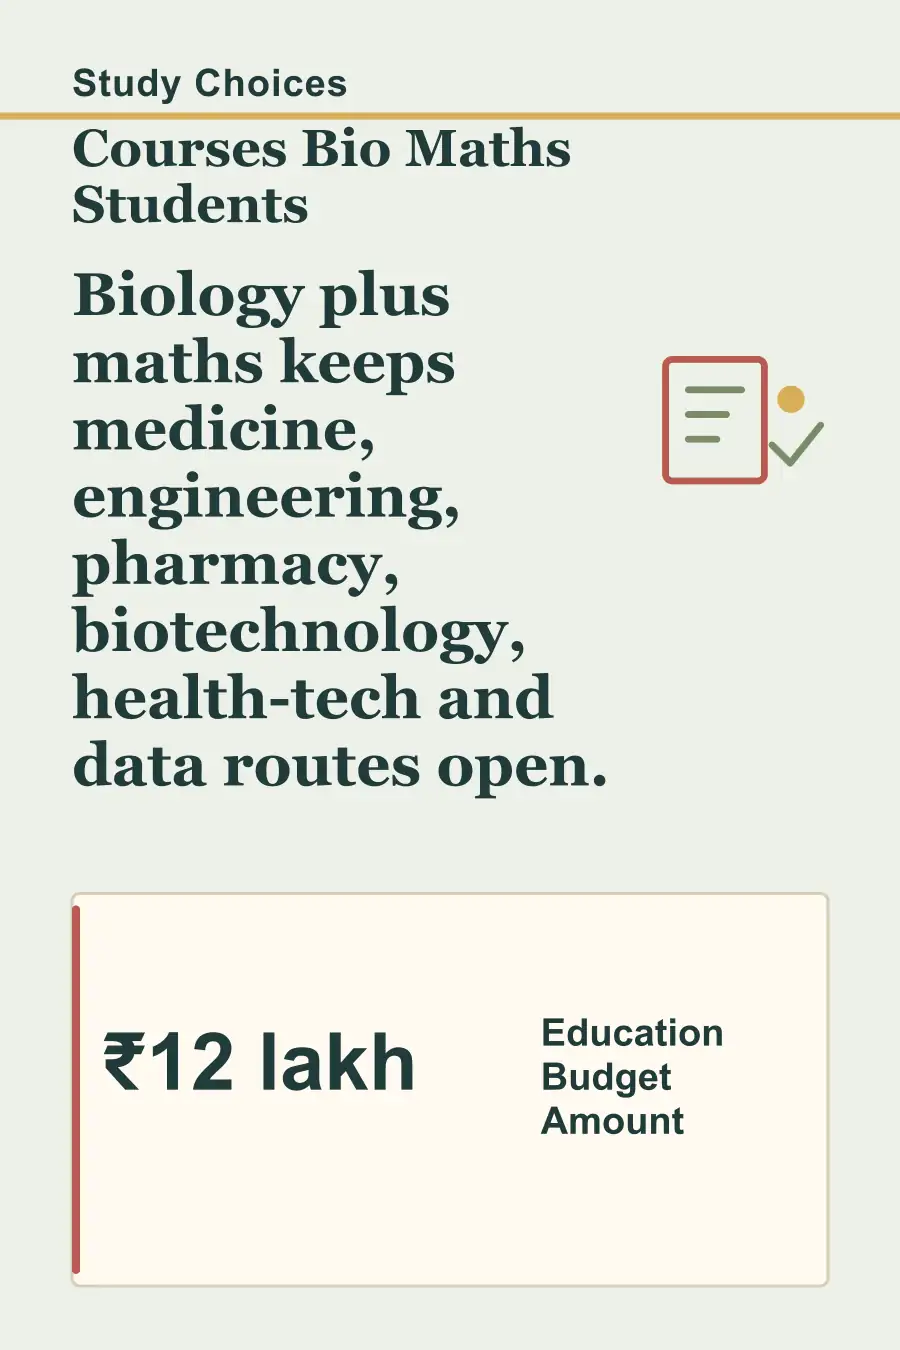 Study Choices
Courses Bio Maths
Students
Biology plus
maths keeps
medicine,
engineering,
pharmacy,
biotechnology,
health-tech and
data routes open.
₹12 lakh
Education
Budget
Amount